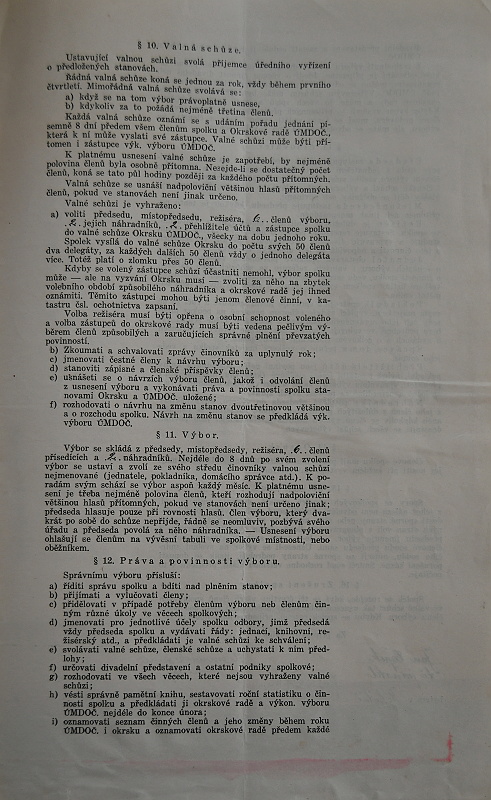 § 10. Valná schůze.
Ustavující valnou schůzi svolá příjemce úředního vyřízení
o předložených stanovách.
Řádná valná schůze koná se jednou za rok, vždy během prvního
čtvrtletí. Mimořádná valná schůze svolává se:
a) když se na tom výbor právoplatně usnese,
b) kdykoliv za to požádá nejméně třetina členů.
Každá valná schůze oznámí se s udáním pořadu jednání pí-
semně 8 dní předem všem členům spolku a Okrskové radě ÚMDOČ.,
která k ní může vyslati své zástupce. Valné schůzi může býti pří-
tomen i zástupce výk. výboru ÚMDOČ.
K platnému usnesení valné schůze je zapotřebí, by nejméně
polovina členů byla osobně přítomna. Nesejde-li se dostatečný počet
členů, koná se tato půl hodiny později za každého počtu přítomných.
Valná schůze se usnáší nadpoloviční většinou hlasů přítomných
členů, pokud ve stanovách není jinak určeno.
Valné schůzi je vyhraženo:
a) voliti předsedu, místopředsedu, režiséra, 6. . členů výboru,
. 2. . jejich náhradníků, . 2. . přehlížitele účtů a zástupce spolku
do valné schůze Okrsku ÚMDOČ., všecky na dobu jednoho roku.
Spolek vysílá do valné schůze Okrsku do počtu svých 50 členů
dva delegáty, za každých dalších 50 členů vždy o jednoho delegáta
více. Totéž platí o zlomku přes 50 členů.
Kdyby se volený zástupce schůzí účastniti nemohl, výbor spolku
může — ale na vyzvání Okrsku musí — zvoliti za něho na zbytek
volebního období způsobilého náhradníka a okrskové radě jej ihned
oznámiti. Těmito zástupci mohou býti jenom členové činní, v ka-
tastru čsl. ochotnictva zapsaní.
Volba režiséra musí býti opřena o osobní schopnost voleného
a volba zástupců do okrskové rady musí býti vedena pečlivým vý-
běrem členů způsobilých a zaručujících správné plnění převzatých
povinností.
b) Zkoumati a schvalovati zprávy činovníků za uplynulý rok;
c) jmenovati čestné členy k návrhu výboru;
d) stanoviti zápisné a členské příspěvky členů;
e) usnášeti se o návrzích výboru členů, jakož i odvolání členů
z usnesení výboru a vykonávati práva a povinnosti spolku sta-
novami Okrsku a ÚMDOČ. uložené;
f) rozhodovati o návrhu na změnu stanov dvoutřetinovou většinou
a o rozchodu spolku. Návrh na změnu stanov se předkládá výk.
výboru ÚMDOČ.
§ 11. Výbor.
Výbor se skládá z předsedy, místopředsedy, režiséra, .6. . členů
přísedících a .2. .náhradníků. Nejdéle do 8 dnů po svém zvolení
výbor se ustaví a zvolí ze svého středu činovníky valnou schůzí
nejmenované (jednatele, pokladníka, domácího správce atd.). K po-
radám svým schází se výbor aspoň každý měsíc. K platnému usne-
sení je třeba nejméně polovina členů, kteří rozhodují nadpoloviční
většinou hlasů přítomných, pokud ve stanovách není určeno jinak;
předseda hlasuje pouze při rovnosti hlasů. Člen výboru, který dva-
krát po sobě do schůze nepřijde, řádně se neomluviv, pozbývá svého
úřadu a předseda povolá za něho náhradníka. — Usnesení výboru
ohlašují se členům na vývěsní tabuli ve spolkové místnosti, nebo
oběžníkem.
§ 12. Práva a povinnosti výboru.
Správnímu výboru přísluší:
a) říditi správu spolku a bdíti nad plněním stanov;
b) přijímati a vylučovati členy;
c) přidělovati v případě potřeby členům výboru neb členům čin-
ným různé úkoly ve věcech spolkových;
d) jmenovati pro jednotlivé účely spolku odbory, jimž předsedá
vždy předseda spolku a vydávati řády: jednací, knihovní, re-
žisérský atd., a předkládati je valné schůzi ke schválení;
e) svolávati valné schůze, členské schůze a uchystati k nim před-
lohy;
f) určovati divadelní představení a ostatní podniky spolkové;
g) rozhodovati ve všech věcech, které nejsou vyhraženy valné
schůzi;
h) vésti správně pamětní knihu, sestavovati roční statistiku o čin-
nosti spolku a předkládati ji okrskové radě a výkon. výboru
ÚMDOČ. nejdéle do konce února;
i) oznamovati seznam činných členů a jeho změny během roku
ÚMDOČ. i okrsku a oznamovati okrskové radě předem každé